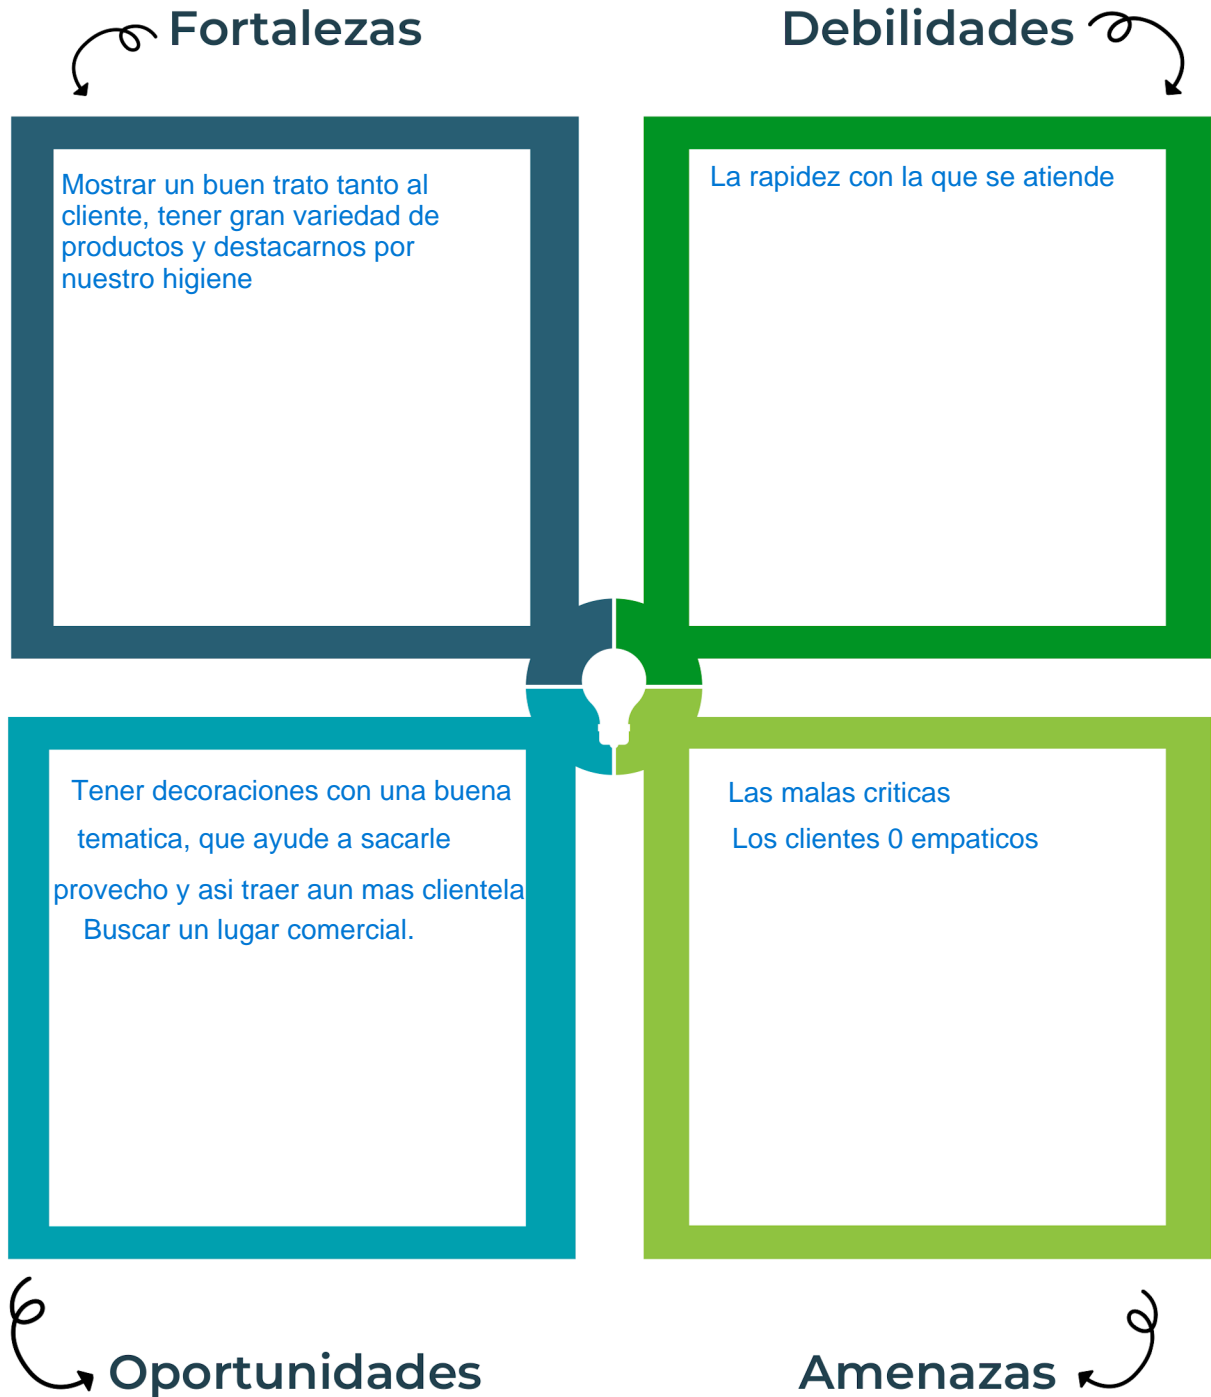 Fortalezas
Mostrar un buen trato tanto al
cliente, tener gran variedad de
productos y destacarnos por
nuestro higiene
Debilidades
La rapidez con la que se atiende
Tener decoraciones con una buena
tematica, que ayude a sacarle
provecho y asi traer aun mas clientela
Buscar un lugar comercial.
Oportunidades
Las malas criticas
Los clientes 0 empaticos
Amenazas